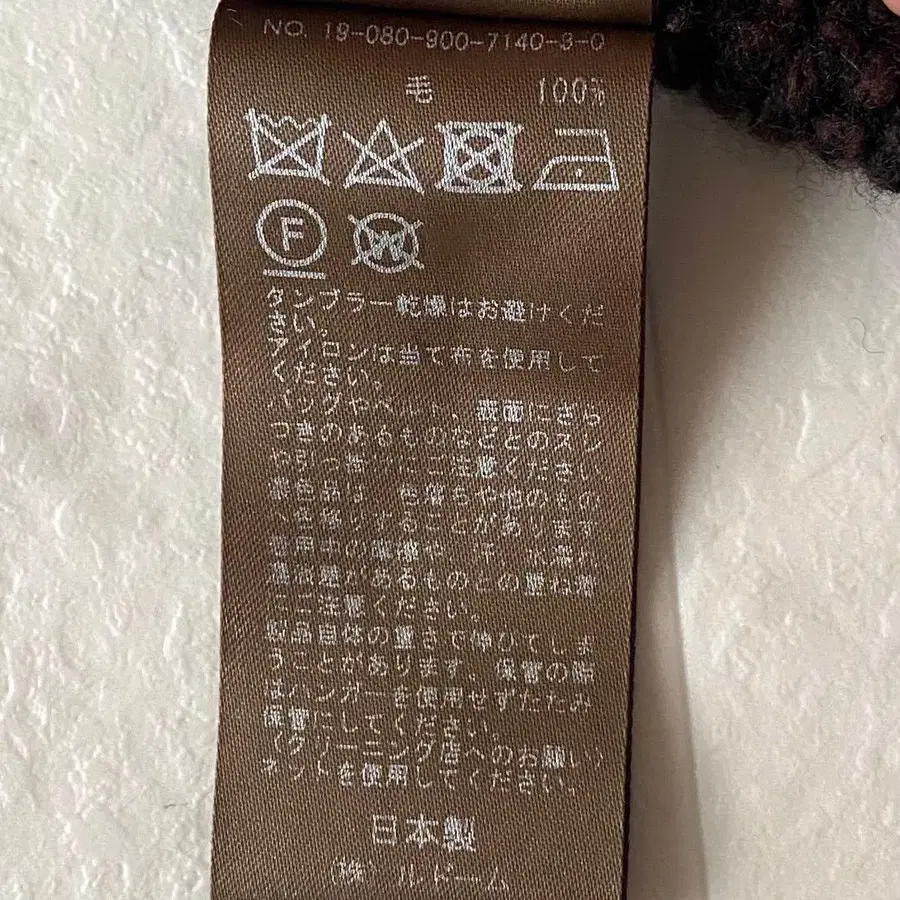 NO. 19-080-900-7140-3-0
毛 100%
F
W
タンブラー乾燥はお避けくだ
さい。
アイロンは当て布を使用して
ください。
バッグやベルト、表面にざら
つきのあるものなどとのスレ
や引っ掛けにご注意ください
濃色品は、色落ちや他のもの
へ色移りすることがあります
着用中の摩擦や、汗、水濡れ
濃淡差があるものとの重ね着
にご注意ください。
製品自体の重さで伸びてしま
うことがあります。保管の際
はハンガーを使用せずたたみ
保管にしてください。
（クリーニング店へのお願い）
ネットを使用してください。
日本製
（株）ルドーム